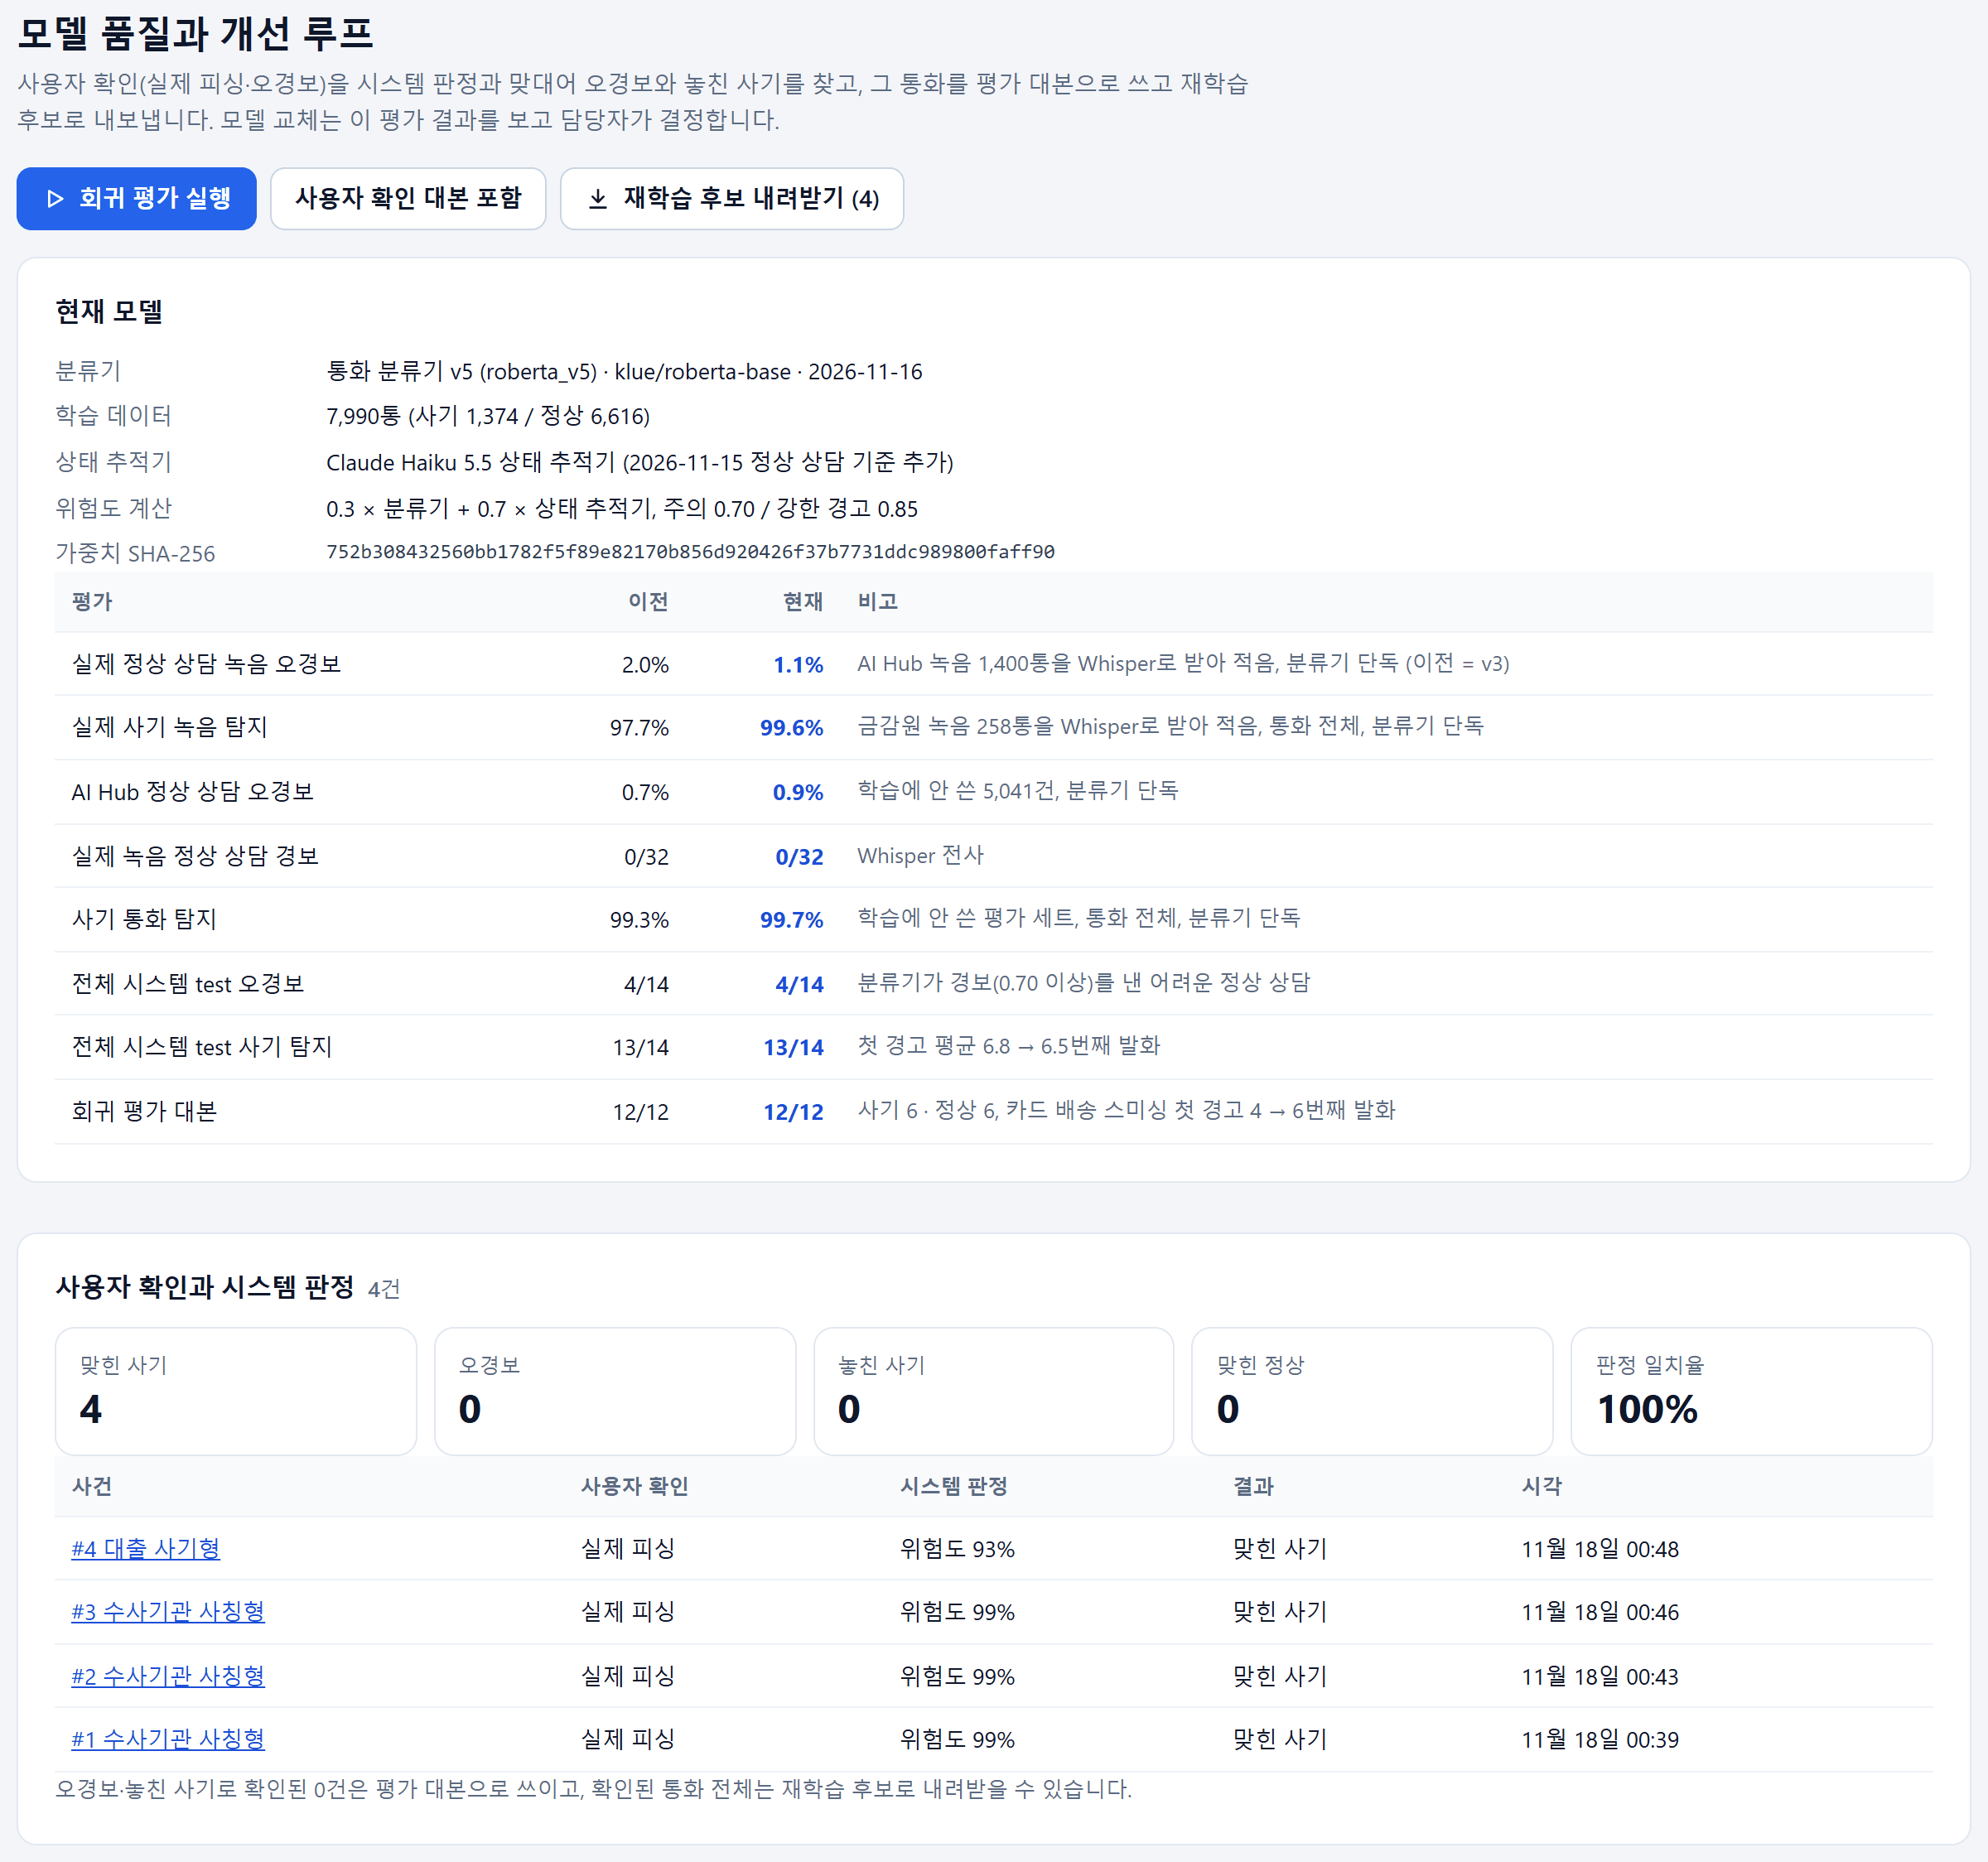 모델 품질과 개선 루프
사용자 확인(실제 피싱·오경보)을 시스템 판정과 맞대어 오경보와 놓친 사기를 찾고, 그 통화를 평가 대본으로 쓰고 재학습
후보로 내보냅니다. 모델 교체는 이 평가 결과를 보고 담당자가 결정합니다.
회귀 평가 실행 사용자 확인 대본 포함 재학습 후보 내려받기 (4)
현재 모델
분류기 통화 분류기 v5 (roberta_v5) · klue/roberta-base · 2026-11-16
학습 데이터 7,990통 (사기 1,374 / 정상 6,616)
상태 추적기 Claude Haiku 5.5 상태 추적기 (2026-11-15 정상 상담 기준 추가)
위험도 계산 0.3 × 분류기 + 0.7 × 상태 추적기, 주의 0.70 / 강한 경고 0.85
가중치 SHA-256 752b308432560bb1782f5f89e82170b856d920426f37b7731ddc989800faff90
평가 이전 현재 비고
실제 정상 상담 녹음 오경보 2.0% 1.1% AI Hub 녹음 1,400통을 Whisper로 받아 적음, 분류기 단독 (이전 = v3)
실제 사기 녹음 탐지 97.7% 99.6% 금감원 녹음 258통을 Whisper로 받아 적음, 통화 전체, 분류기 단독
AI Hub 정상 상담 오경보 0.7% 0.9% 학습에 안 쓴 5,041건, 분류기 단독
실제 녹음 정상 상담 경보 0/32 0/32 Whisper 전사
사기 통화 탐지 99.3% 99.7% 학습에 안 쓴 평가 세트, 통화 전체, 분류기 단독
전체 시스템 test 오경보 4/14 4/14 분류기가 경보(0.70 이상)를 낸 어려운 정상 상담
전체 시스템 test 사기 탐지 13/14 13/14 첫 경고 평균 6.8 → 6.5번째 발화
회귀 평가 대본 12/12 12/12 사기 6 · 정상 6, 카드 배송 스미싱 첫 경고 4 → 6번째 발화
사용자 확인과 시스템 판정 4건
맞힌 사기 오경보 놓친 사기 맞힌 정상 판정 일치율
4 0 0 0 100%
사건 사용자 확인 시스템 판정 결과 시각
#4 대출 사기형 실제 피싱 위험도 93% 맞힌 사기 11월 18일 00:48
#3 수사기관 사칭형 실제 피싱 위험도 99% 맞힌 사기 11월 18일 00:46
#2 수사기관 사칭형 실제 피싱 위험도 99% 맞힌 사기 11월 18일 00:43
#1 수사기관 사칭형 실제 피싱 위험도 99% 맞힌 사기 11월 18일 00:39
오경보·놓친 사기로 확인된 0건은 평가 대본으로 쓰이고, 확인된 통화 전체는 재학습 후보로 내려받을 수 있습니다.